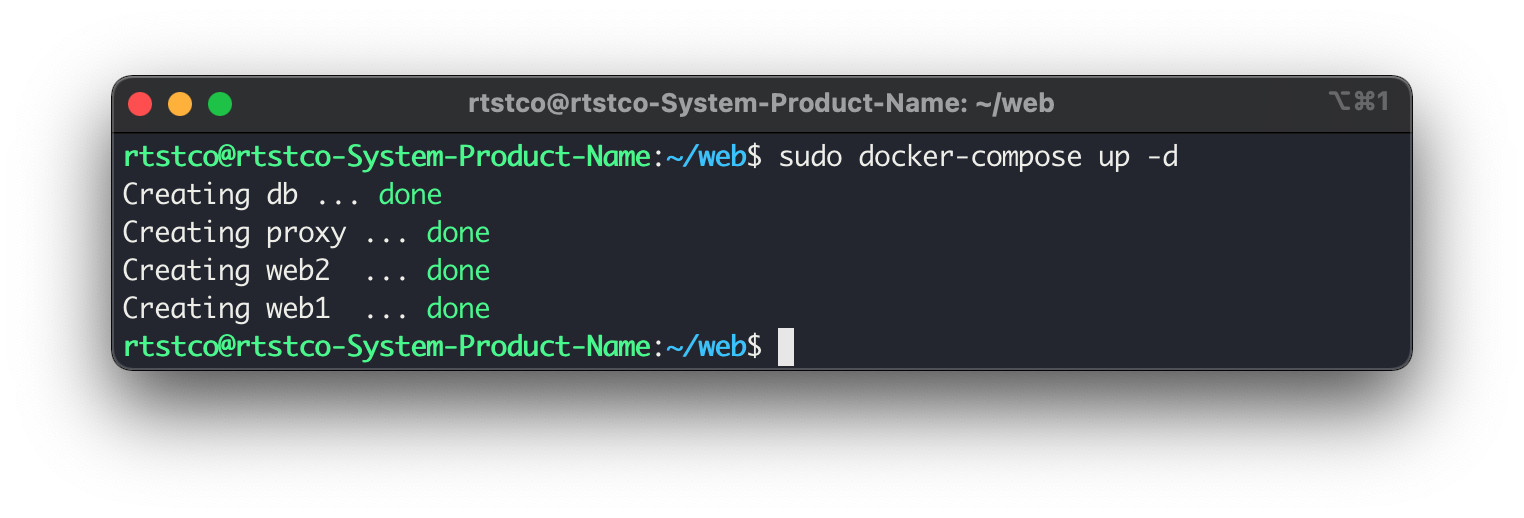 rtstco@rtstco-System-Product-Name: ~/web
⌥⌘1
rtstco@rtstco-System-Product-Name:~/web$ sudo docker-compose up -d
Creating db ... done
Creating proxy ... done
Creating web2  ... done
Creating web1  ... done
rtstco@rtstco-System-Product-Name:~/web$